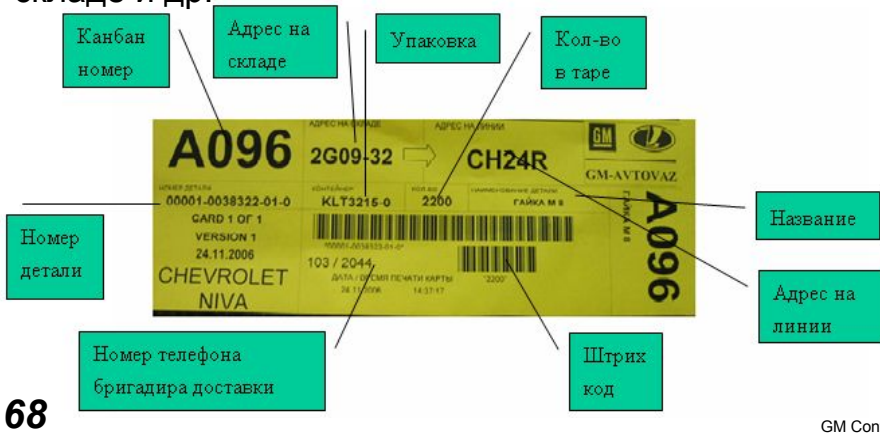 складе и др.
Канбан
номер
Адрес на
складе
Упаковка
Кол-во
в таре
A096
АДРЕС НА СКЛАДЕ
2G09-32
АДРЕС НА ЛИНИИ
CH24R
GM
GM-AVTOVAZ
НОМЕР ДЕТАЛИ
00001-0038322-01-0
КОНТЕЙНЕР
KLT3215-0
КОЛ-ВО
2200
НАИМЕНОВАНИЕ ДЕТАЛИ
ГАЙКА М 8
CARD 1 OF 1
VERSION 1
24.11.2006
CHEVROLET
NIVA
103 / 2044
ДАТА / ВРЕМЯ ПЕЧАТИ КАРТЫ
24.11.2006 14:37:17
*2200*
ГАЙКА М 8
A096
Номер
детали
Название
Адрес на
линии
Номер телефона
бригадира доставки
Штрих
код
68
GM Con